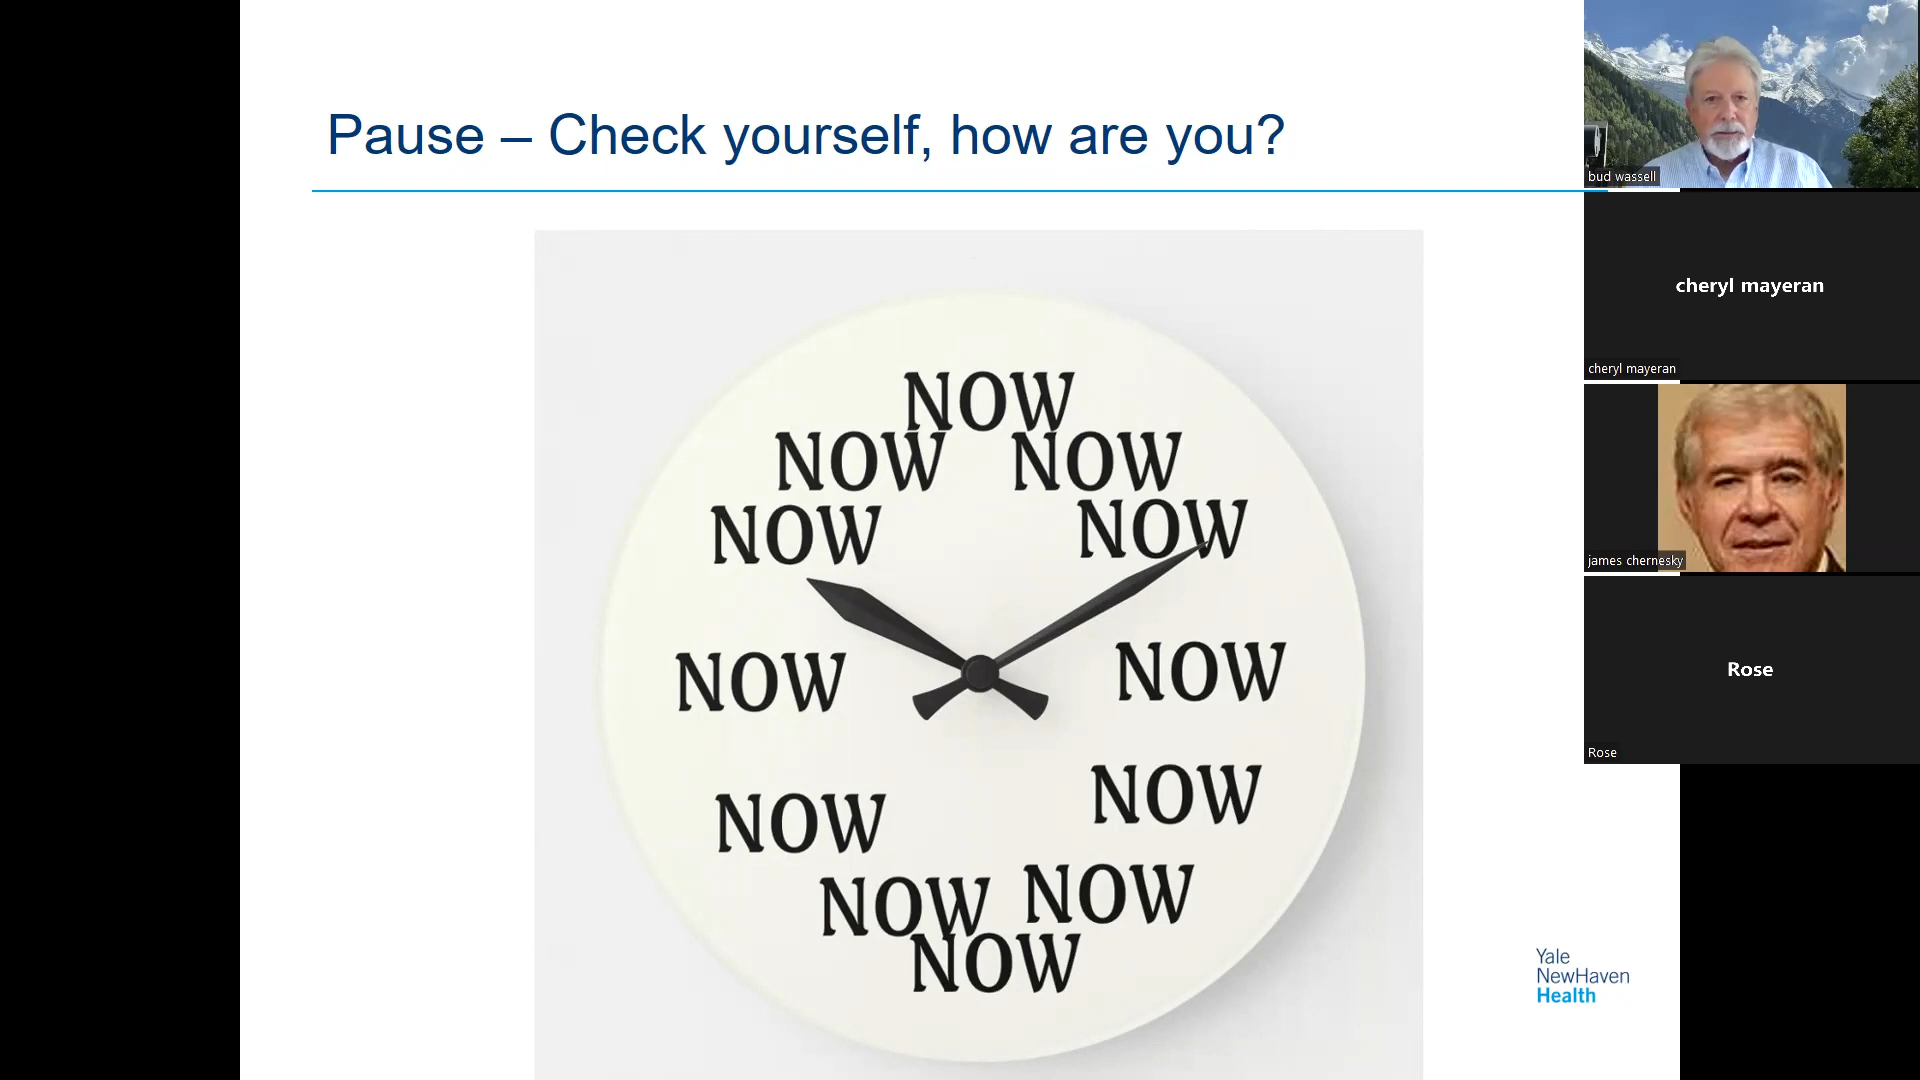 Pause – Check yourself, how are you?
NOW
NOW NOW
NOW NOW
NOW NOW
NOW NOW
NOW NOW
NOW
Yale
NewHaven
Health
bud wassell
cheryl mayeran
cheryl mayeran
james chernesky
Rose
Rose